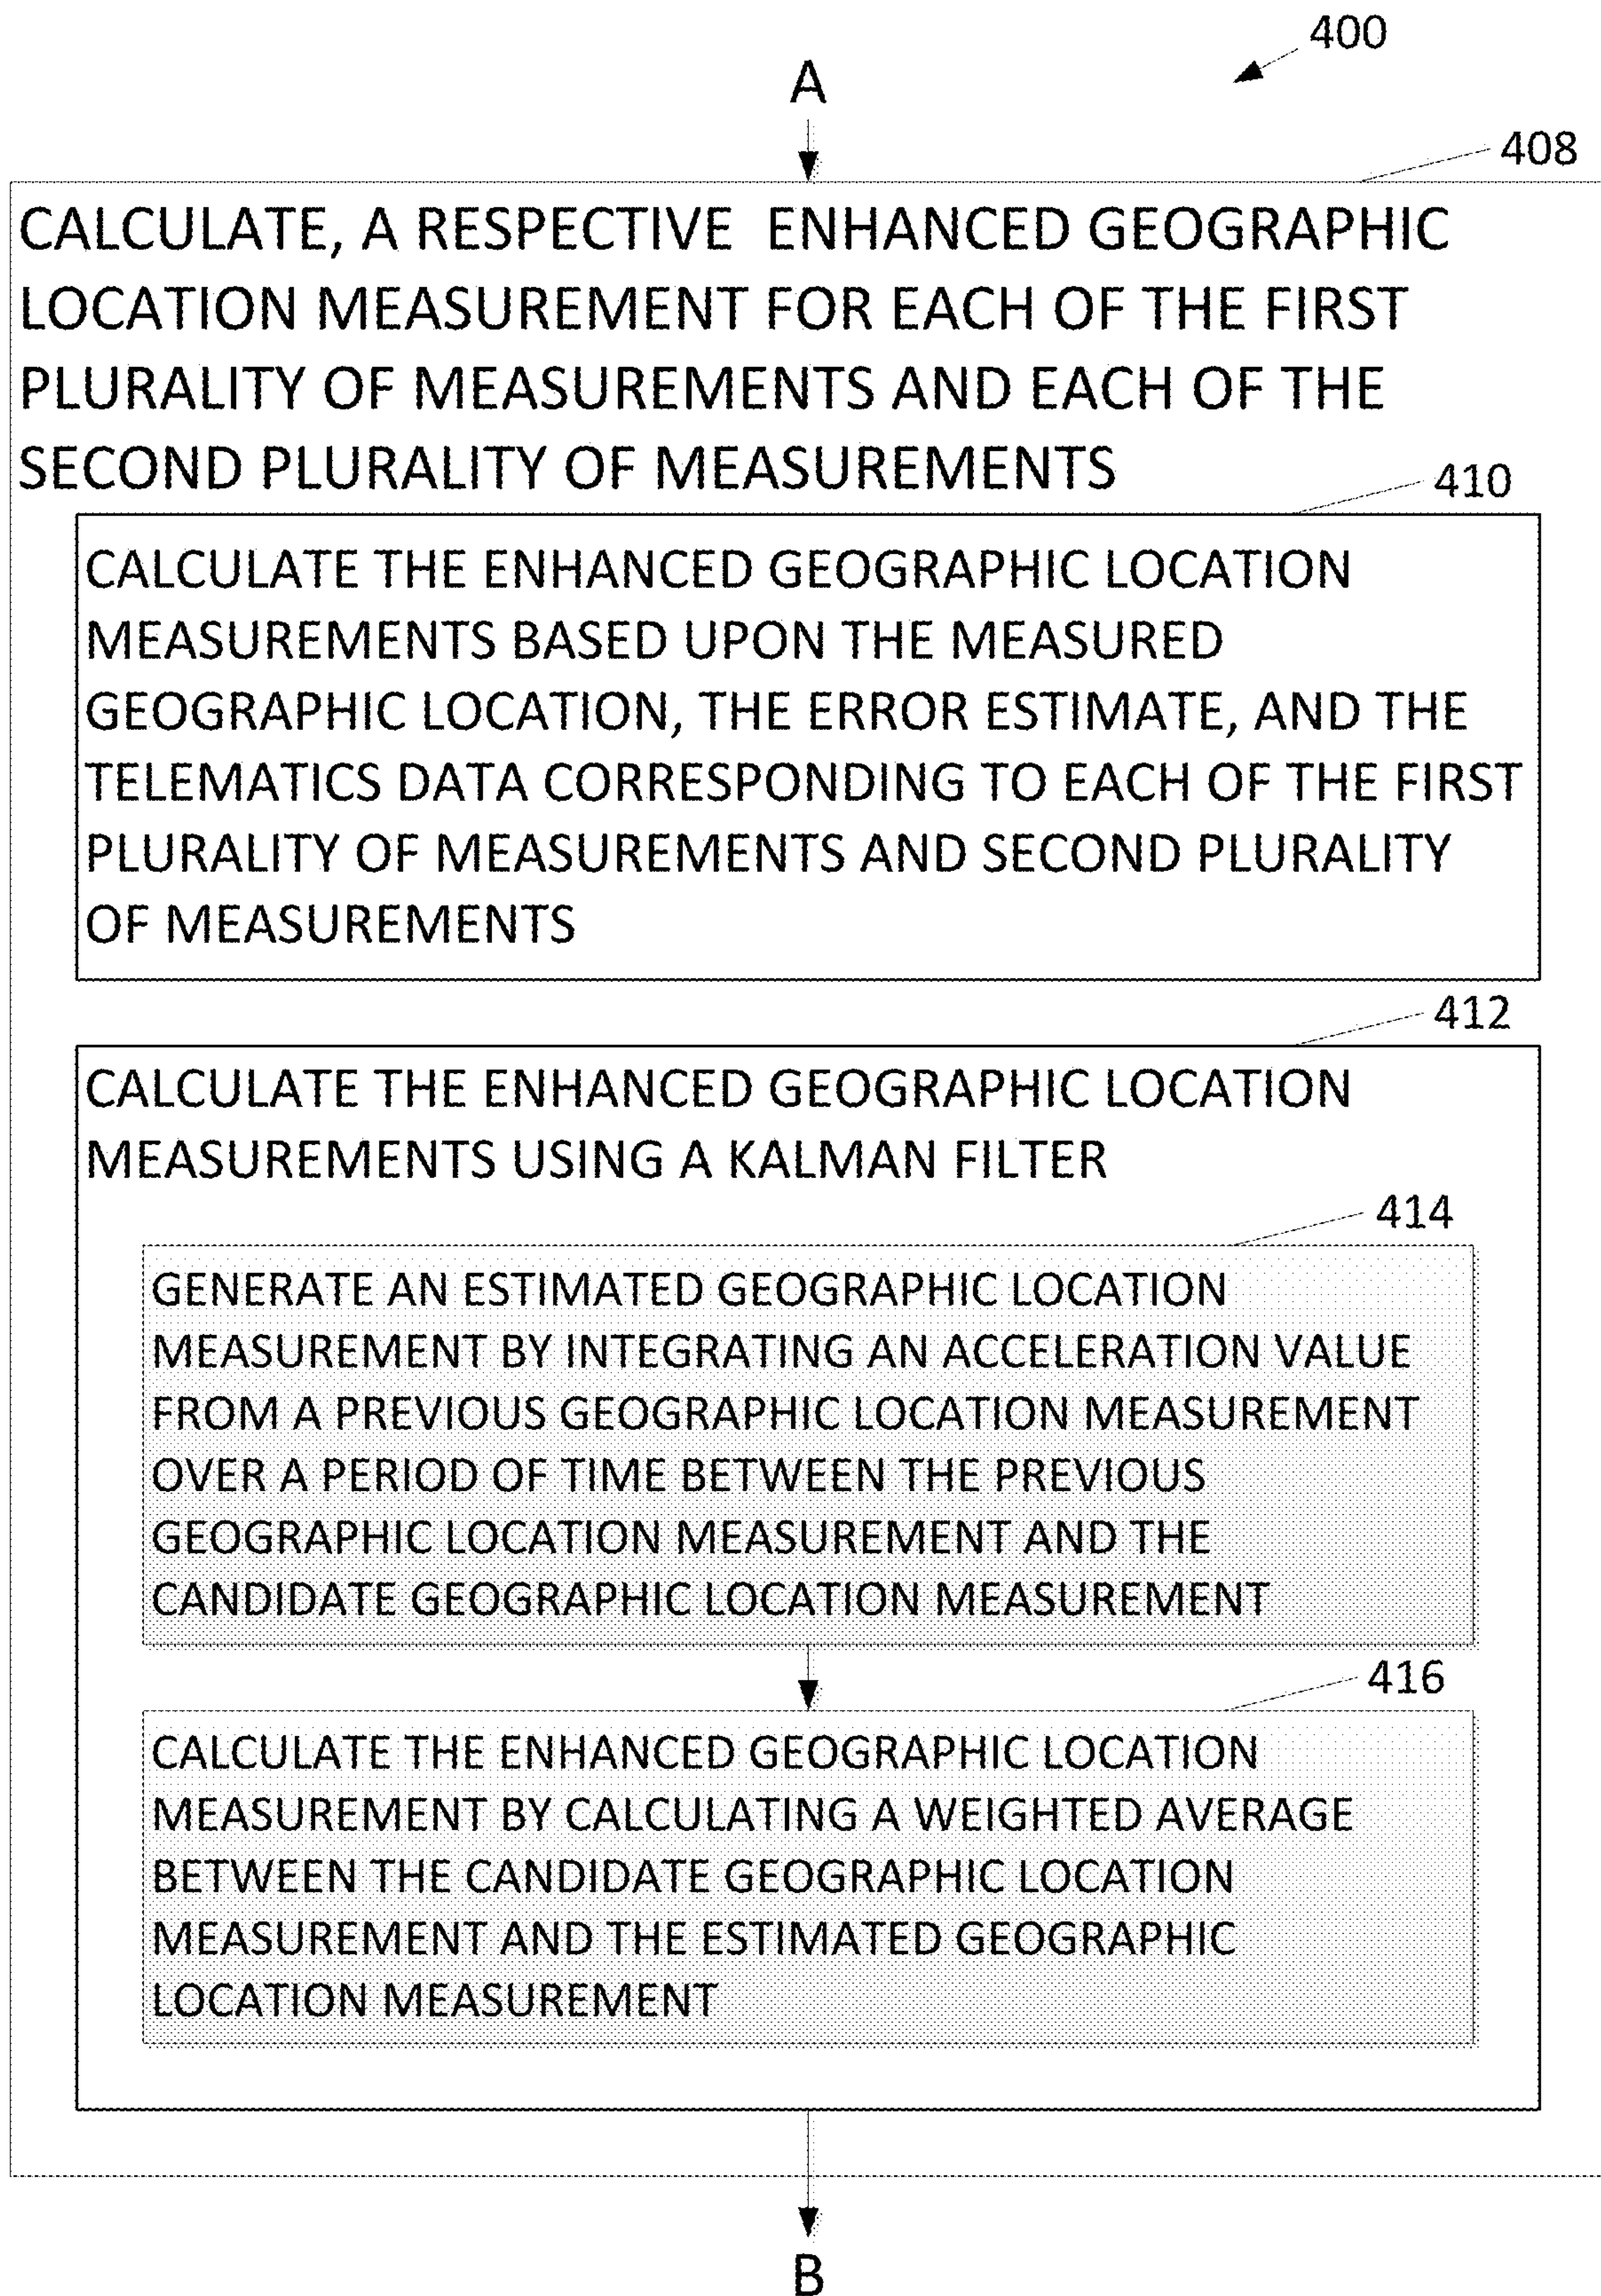 400
A
408
CALCULATE, A RESPECTIVE ENHANCED GEOGRAPHIC
LOCATION MEASUREMENT FOR EACH OF THE FIRST
PLURALITY OF MEASUREMENTS AND EACH OF THE
SECOND PLURALITY OF MEASUREMENTS
410
CALCULATE THE ENHANCED GEOGRAPHIC LOCATION
MEASUREMENTS BASED UPON THE MEASURED
GEOGRAPHIC LOCATION, THE ERROR ESTIMATE, AND THE
TELEMATICS DATA CORRESPONDING TO EACH OF THE FIRST
PLURALITY OF MEASUREMENTS AND SECOND PLURALITY
OF MEASUREMENTS
412
CALCULATE THE ENHANCED GEOGRAPHIC LOCATION
MEASUREMENTS USING A KALMAN FILTER
414
GENERATE AN ESTIMATED GEOGRAPHIC LOCATION
MEASUREMENT BY INTEGRATING AN ACCELERATION VALUE
FROM A PREVIOUS GEOGRAPHIC LOCATION MEASUREMENT
OVER A PERIOD OF TIME BETWEEN THE PREVIOUS
GEOGRAPHIC LOCATION MEASUREMENT AND THE
CANDIDATE GEOGRAPHIC LOCATION MEASUREMENT
416
CALCULATE THE ENHANCED GEOGRAPHIC LOCATION
MEASUREMENT BY CALCULATING A WEIGHTED AVERAGE
BETWEEN THE CANDIDATE GEOGRAPHIC LOCATION
MEASUREMENT AND THE ESTIMATED GEOGRAPHIC
LOCATION MEASUREMENT
B